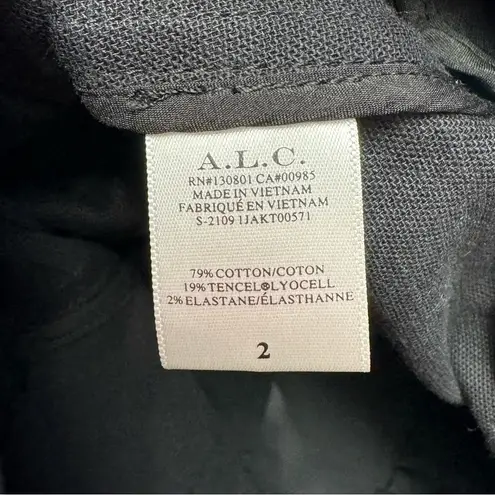 A.L.C.
RN#130801 CA#00985
MADE IN VIETNAM
FABRIQUÉ EN VIETNAM
S-2109 1JAKT00571
79% COTTON/COTON
19% TENCEL®LYOCELL
2% ELASTANE/ÉLASTHANNE
2